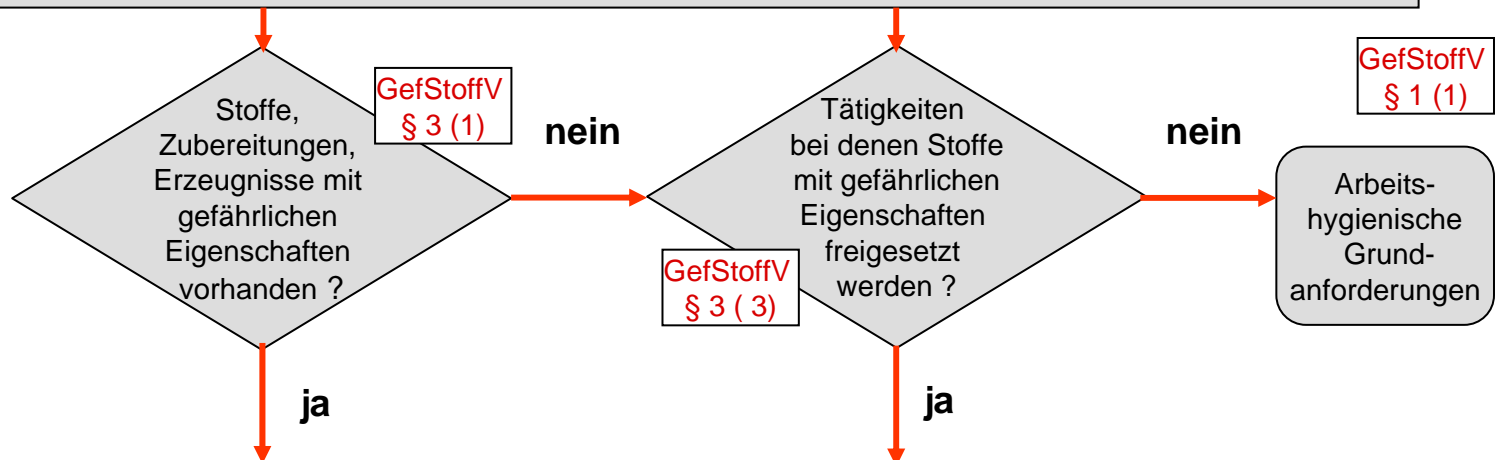 Stoffe,
Zubereitungen,
Erzeugnisse mit
gefährlichen
Eigenschaften
vorhanden ?
GefStoffV
§ 3 (1)
nein
ja
Tätigkeiten
bei denen Stoffe
mit gefährlichen
Eigenschaften
freigesetzt
werden ?
GefStoffV
§ 3 ( 3)
nein
ja
GefStoffV
§ 1 (1)
Arbeits-
hygienische
Grund-
anforderungen